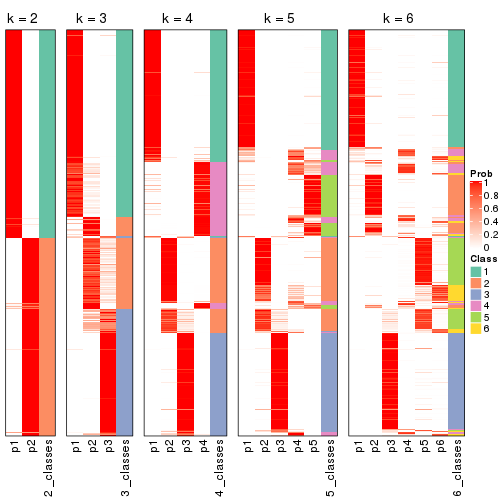 k = 2
k = 3
k = 4
k = 5
k = 6
p1
p2
2_classes
p1
p2
p3
3_classes
p1
p2
p3
p4
4_classes
p1
p2
p3
p4
p5
5_classes
p1
p2
p3
p4
p5
p6
6_classes
Prob
1
0.8
0.6
0.4
0.2
0
Class
1
2
3
4
5
6